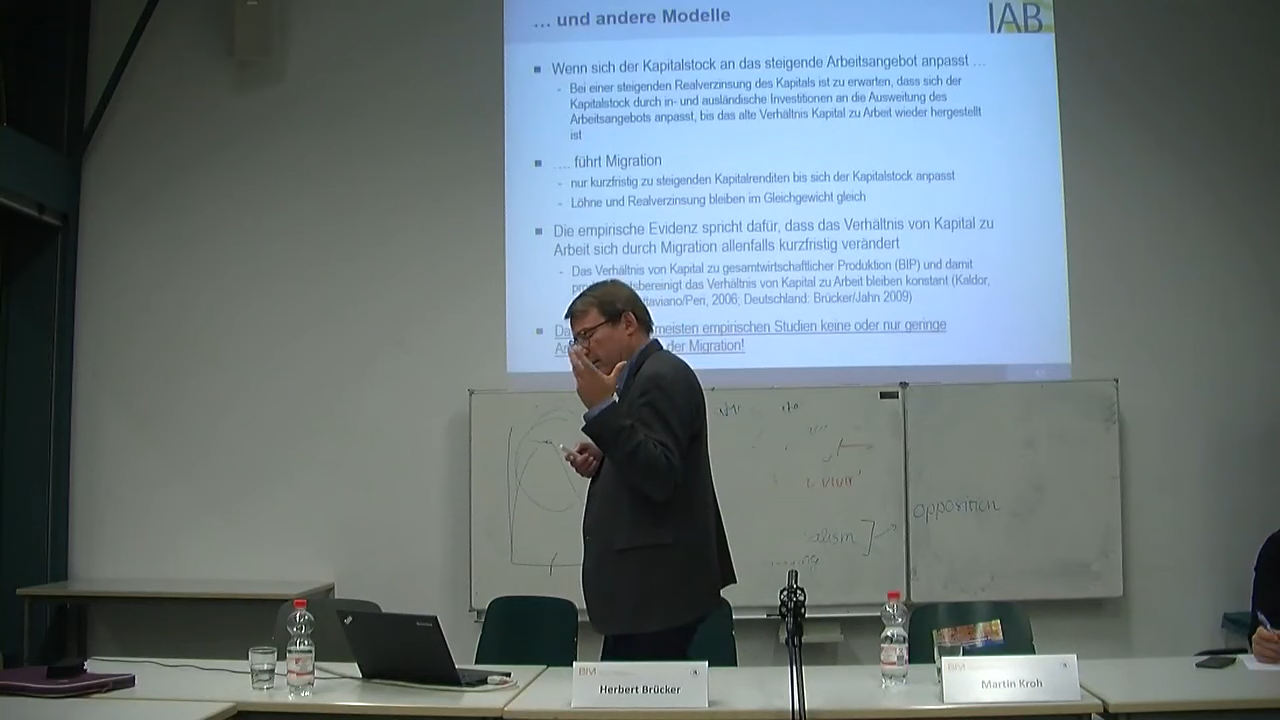 ... und andere Modelle
IAB
Wenn sich der Kapitalstock an das steigende Arbeitsangebot anpasst ...
- Bei einer steigenden Realverzinsung des Kapitals ist zu erwarten, dass sich der
Kapitalstock durch in- und ausländische Investitionen an die Ausweitung des
Arbeitsangebots anpasst, bis das alte Verhältnis Kapital zu Arbeit wieder hergestellt
ist
.... führt Migration
- nur kurzfristig zu steigenden Kapitalrenditen bis sich der Kapitalstock anpasst
- Löhne und Realverzinsung bleiben im Gleichgewicht gleich
Die empirische Evidenz spricht dafür, dass das Verhältnis von Kapital zu
Arbeit sich durch Migration allenfalls kurzfristig verändert
- Das Verhältnis von Kapital zu gesamtwirtschaftlicher Produktion (BIP) und damit
das Verhältnis von Kapital zu Arbeit bleiben konstant (Kaldor,
2006; Deutschland: Brücker/Jahn 2009)
meisten empirischen Studien keine oder nur geringe
der Migration!
opposition
alism
BIM
Herbert Brücker
BIM
Martin Kroh